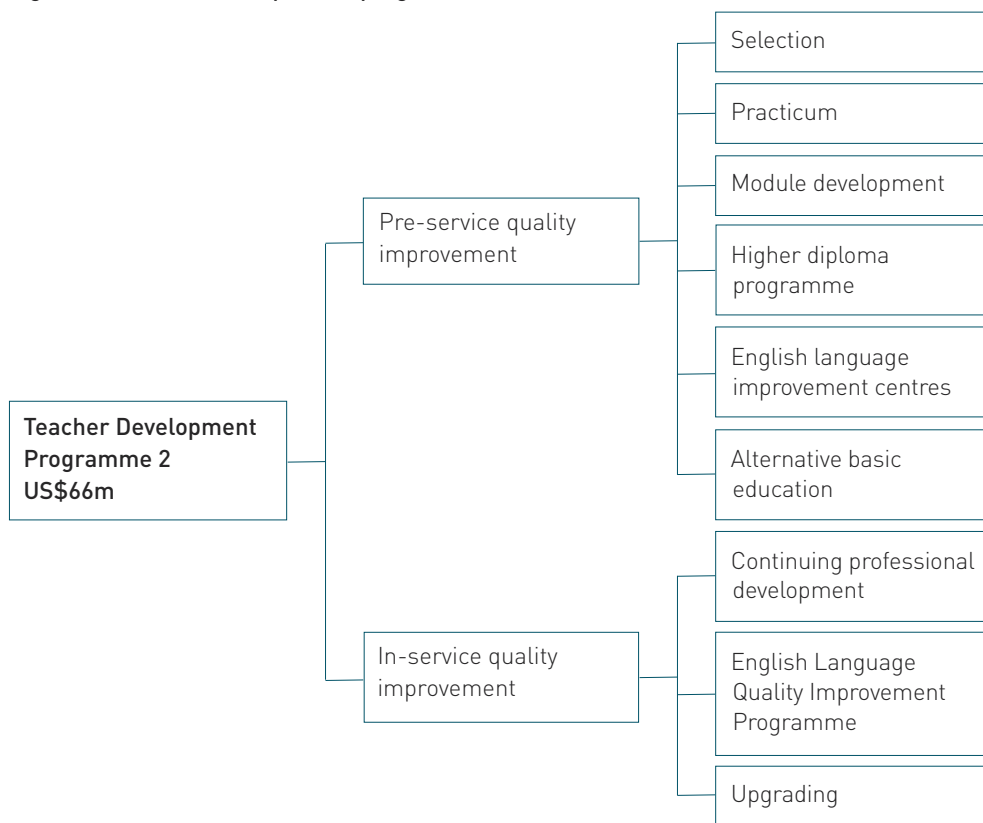 Selection
Practicum
Module development
Pre-service quality
improvement
Higher diploma
programme
English language
improvement centres
Teacher Development
Programme 2
US$66m
Alternative basic
education
Continuing professional
development
In-service quality
improvement
English Language
Quality Improvement
Programme
Upgrading